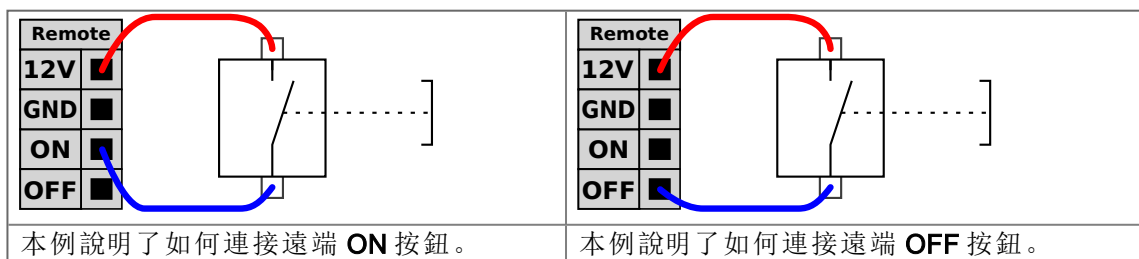 Remote
12V
GND
ON
OFF
本例說明了如何連接遠端 ON 按鈕。
Remote
12V
GND
ON
OFF
本例說明了如何連接遠端 OFF 按鈕。